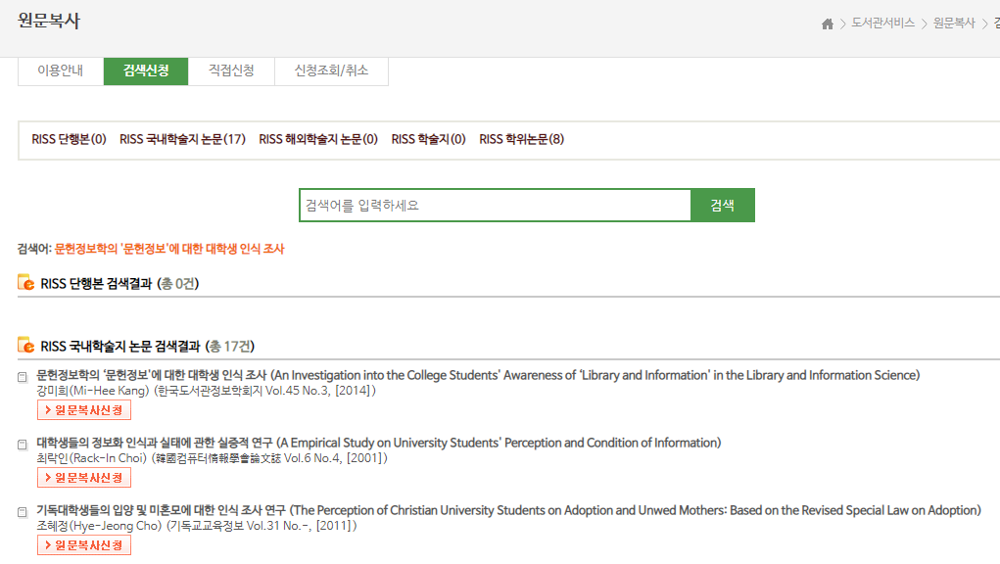 원문복사
도서관서비스 > 원문복사 >
이용안내 검색신청 직접신청 신청조회/취소
RISS 단행본(0) RISS 국내학술지 논문(17) RISS 해외학술지 논문(0) RISS 학술지(0) RISS 학위논문(8)
검색어를 입력하세요 검색
검색어: 문헌정보학의 '문헌정보'에 대한 대학생 인식 조사
RISS 단행본 검색결과 (총 0건)
RISS 국내학술지 논문 검색결과 (총 17건)
문헌정보학의 ‘문헌정보’에 대한 대학생 인식 조사 (An Investigation into the College Students’ Awareness of ‘Library and Information’ in the Library and Information Science)
강미희(Mi-Hee Kang) (한국도서관정보학회지 Vol.45 No.3, [2014])
> 원문복사신청
대학생들의 정보화 인식과 실태에 관한 실증적 연구 (A Empirical Study on University Students' Perception and Condition of Information)
최락인(Rack-In Choi) (韓國컴퓨터情報學會論文誌 Vol.6 No.4, [2001])
> 원문복사신청
기독대학생들의 입양 및 미혼모에 대한 인식 조사 연구 (The Perception of Christian University Students on Adoption and Unwed Mothers: Based on the Revised Special Law on Adoption)
조혜정(Hye-Jeong Cho) (기독교교육정보 Vol.31 No.-, [2011])
> 원문복사신청